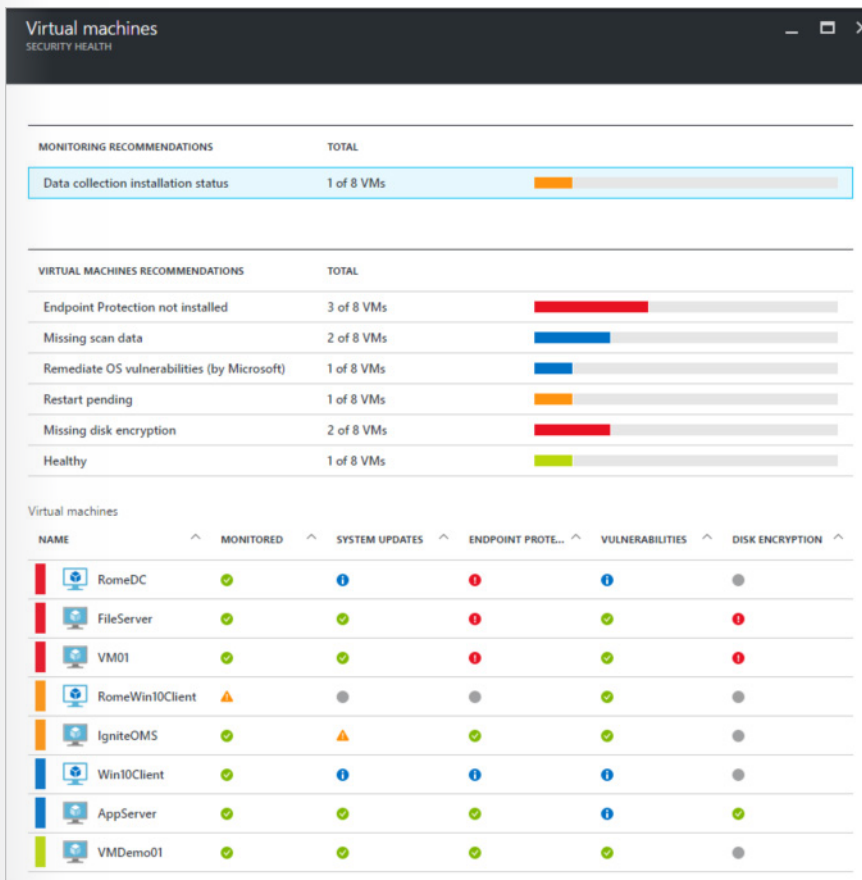 Virtual machines
SECURITY HEALTH
MONITORING RECOMMENDATIONS TOTAL
Data collection installation status 1 of 8 VMs
VIRTUAL MACHINES RECOMMENDATIONS TOTAL
Endpoint Protection not installed 3 of 8 VMs
Missing scan data 2 of 8 VMs
Remediate OS vulnerabilities (by Microsoft) 1 of 8 VMs
Restart pending 1 of 8 VMs
Missing disk encryption 2 of 8 VMs
Healthy 1 of 8 VMs
Virtual machines
NAME MONITORED SYSTEM UPDATES ENDPOINT PROTE... VULNERABILITIES DISK ENCRYPTION
RomeDC
FileServer
VM01
RomeWin10Client
IgniteOMS
Win10Client
AppServer
VMDemo01